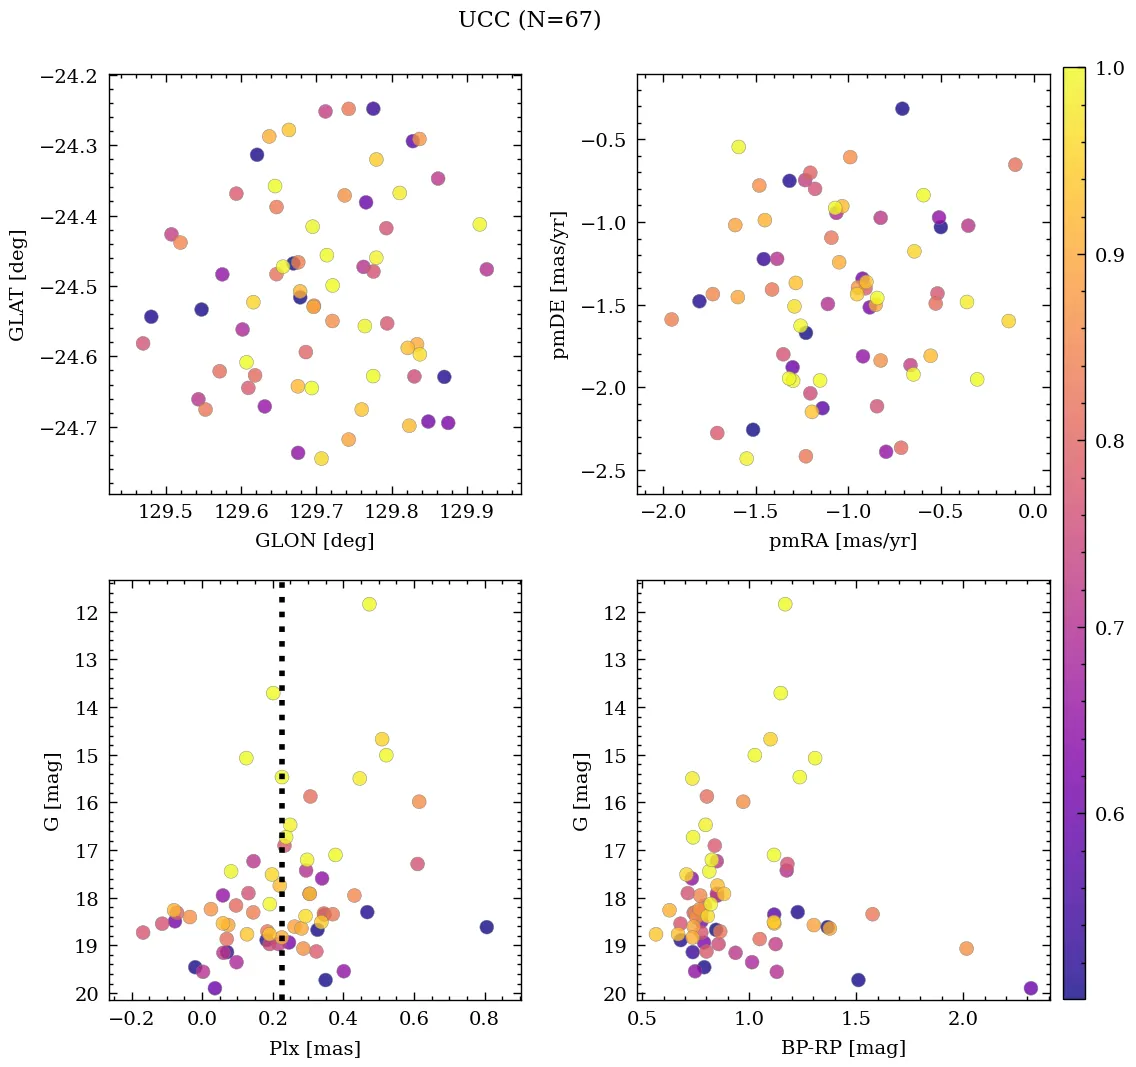 UCC (N=67)
−24.2
−24.3
−24.4
−24.5
−24.6
−24.7
GLAT [deg]
129.5 129.6 129.7 129.8 129.9
GLON [deg]
−0.5
−1.0
−1.5
−2.0
−2.5
pmDE [mas/yr]
−2.0 −1.5 −1.0 −0.5 0.0
pmRA [mas/yr]
1.0
0.9
0.8
0.7
0.6
12
13
14
15
16
17
18
19
20
G [mag]
−0.2 0.0 0.2 0.4 0.6 0.8
Plx [mas]
12
13
14
15
16
17
18
19
20
G [mag]
0.5 1.0 1.5 2.0
BP-RP [mag]